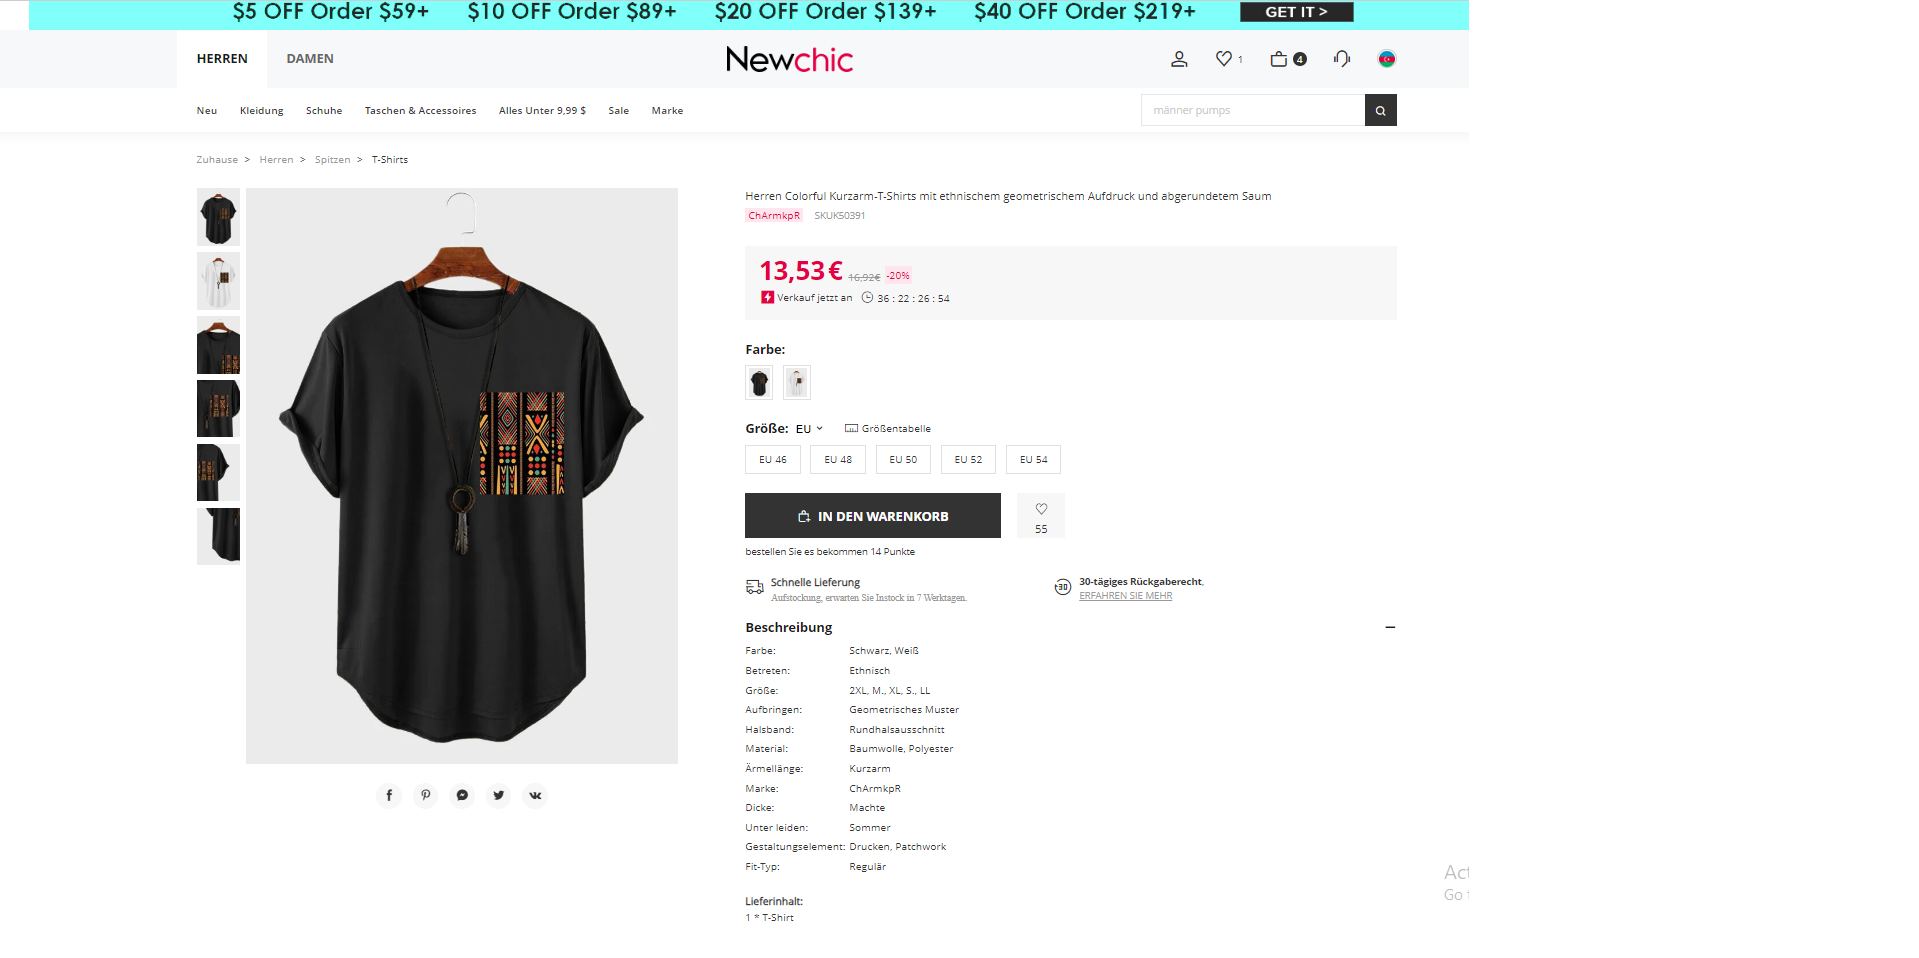 $5 OFF Order $59+ $10 OFF Order $89+ $20 OFF Order $139+ $40 OFF Order $219+ GET IT >
HERREN DAMEN Newchic 1 4
Neu Kleidung Schuhe Taschen & Accessoires Alles Unter 9,99 $ Sale Marke männer pumps
Zuhause > Herren > Spitzen > T-Shirts
Herren Colorful Kurzarm-T-Shirts mit ethnischem geometrischem Aufdruck und abgerundetem Saum
ChArmkpR SKUK50391
13,53€ 16,92€ -20%
Verkauf jetzt an 36 : 22 : 26 : 54
Farbe:
Größe: EU Größentabelle
EU 46 EU 48 EU 50 EU 52 EU 54
IN DEN WARENKORB
55
bestellen Sie es bekommen 14 Punkte
Schnelle Lieferung
Aufstockung, erwarten Sie Instock in 7 Werktagen.
30
30-tägiges Rückgaberecht,
ERFAHREN SIE MEHR
Beschreibung
Farbe: Schwarz, Weiß
Betreten: Ethnisch
Größe: 2XL, M., XL, S., LL
Aufbringen: Geometrisches Muster
Halsband: Rundhalsausschnitt
Material: Baumwolle, Polyester
Ärmellänge: Kurzarm
Marke: ChArmkpR
Dicke: Machte
Unter leiden: Sommer
Gestaltungselement: Drucken, Patchwork
Fit-Typ: Regulär
Lieferinhalt:
1 * T-Shirt
Act
Go t